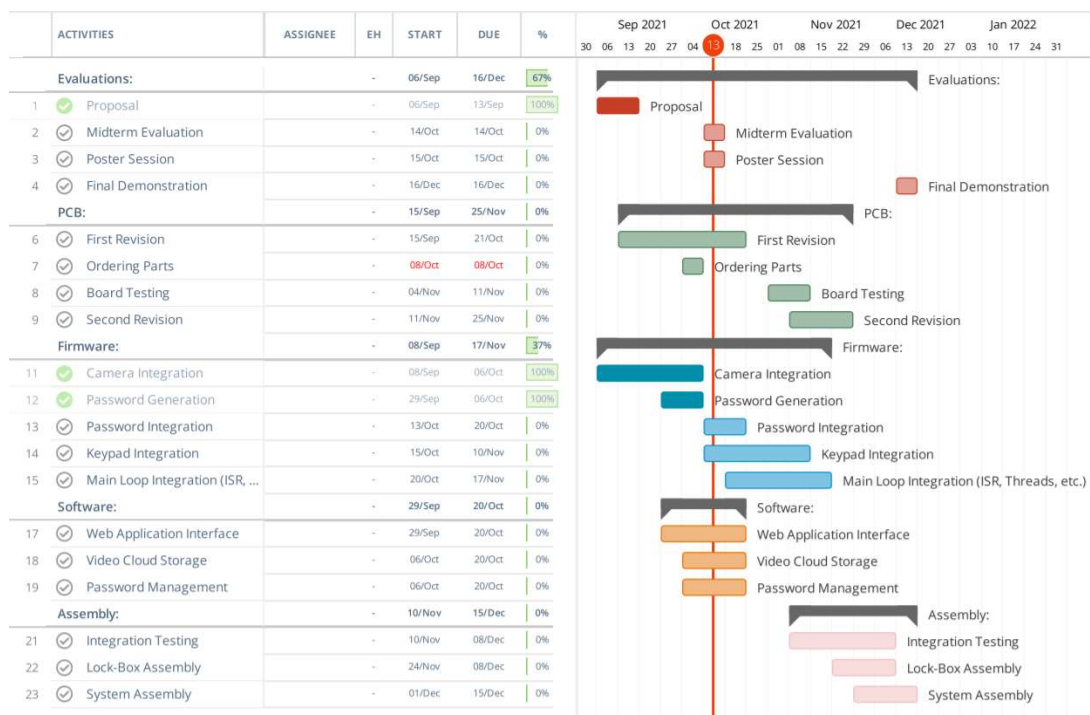 ACTIVITIES ASSIGNEE EH START DUE %
Sep 2021 Oct 2021 Nov 2021 Dec 2021 Jan 2022
30 06 13 20 27 04 13 18 25 01 08 15 22 29 06 13 20 27 03 10 17 24 31
Evaluations: - 06/Sep 16/Dec 67% Evaluations:
1 Proposal - 06/Sep 13/Sep 100% Proposal
2 Midterm Evaluation - 14/Oct 14/Oct 0% Midterm Evaluation
3 Poster Session - 15/Oct 15/Oct 0% Poster Session
4 Final Demonstration - 16/Dec 16/Dec 0% Final Demonstration
PCB: - 15/Sep 25/Nov 0% PCB:
6 First Revision - 15/Sep 21/Oct 0% First Revision
7 Ordering Parts - 08/Oct 08/Oct 0% Ordering Parts
8 Board Testing - 04/Nov 11/Nov 0% Board Testing
9 Second Revision - 11/Nov 25/Nov 0% Second Revision
Firmware: - 08/Sep 17/Nov 37% Firmware:
11 Camera Integration - 08/Sep 06/Oct 100% Camera Integration
12 Password Generation - 29/Sep 06/Oct 100% Password Generation
13 Password Integration - 13/Oct 20/Oct 0% Password Integration
14 Keypad Integration - 15/Oct 10/Nov 0% Keypad Integration
15 Main Loop Integration (ISR, ... - 20/Oct 17/Nov 0% Main Loop Integration (ISR, Threads, etc.)
Software: - 29/Sep 20/Oct 0% Software:
17 Web Application Interface - 29/Sep 20/Oct 0% Web Application Interface
18 Video Cloud Storage - 06/Oct 20/Oct 0% Video Cloud Storage
19 Password Management - 06/Oct 20/Oct 0% Password Management
Assembly: - 10/Nov 15/Dec 0% Assembly:
21 Integration Testing - 10/Nov 08/Dec 0% Integration Testing
22 Lock-Box Assembly - 24/Nov 08/Dec 0% Lock-Box Assembly
23 System Assembly - 01/Dec 15/Dec 0% System Assembly